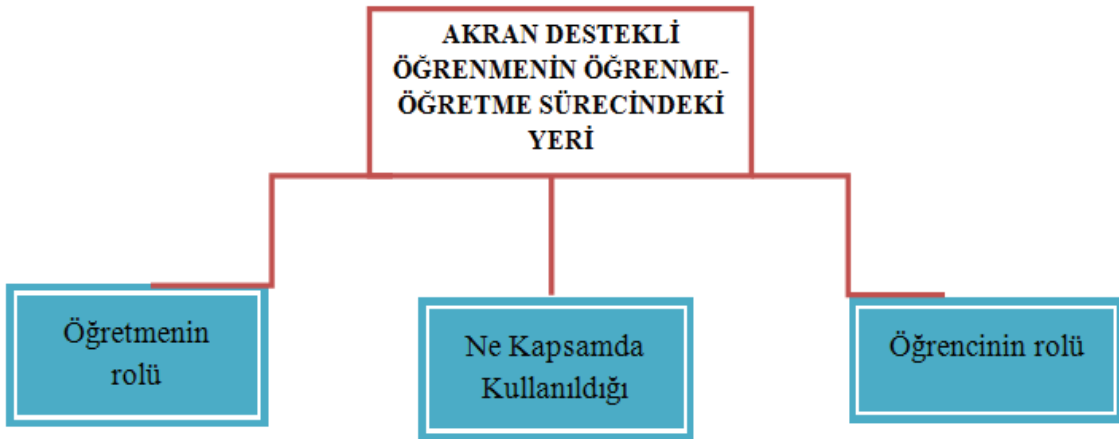 AKRAN DESTEKLİ
ÖĞRENMENİN ÖĞRENME-
ÖĞRETME SÜRECİNDEKİ
YERİ
Öğretmenin
rolü
Ne Kapsamda
Kullanıldığı
Öğrencinin rolü